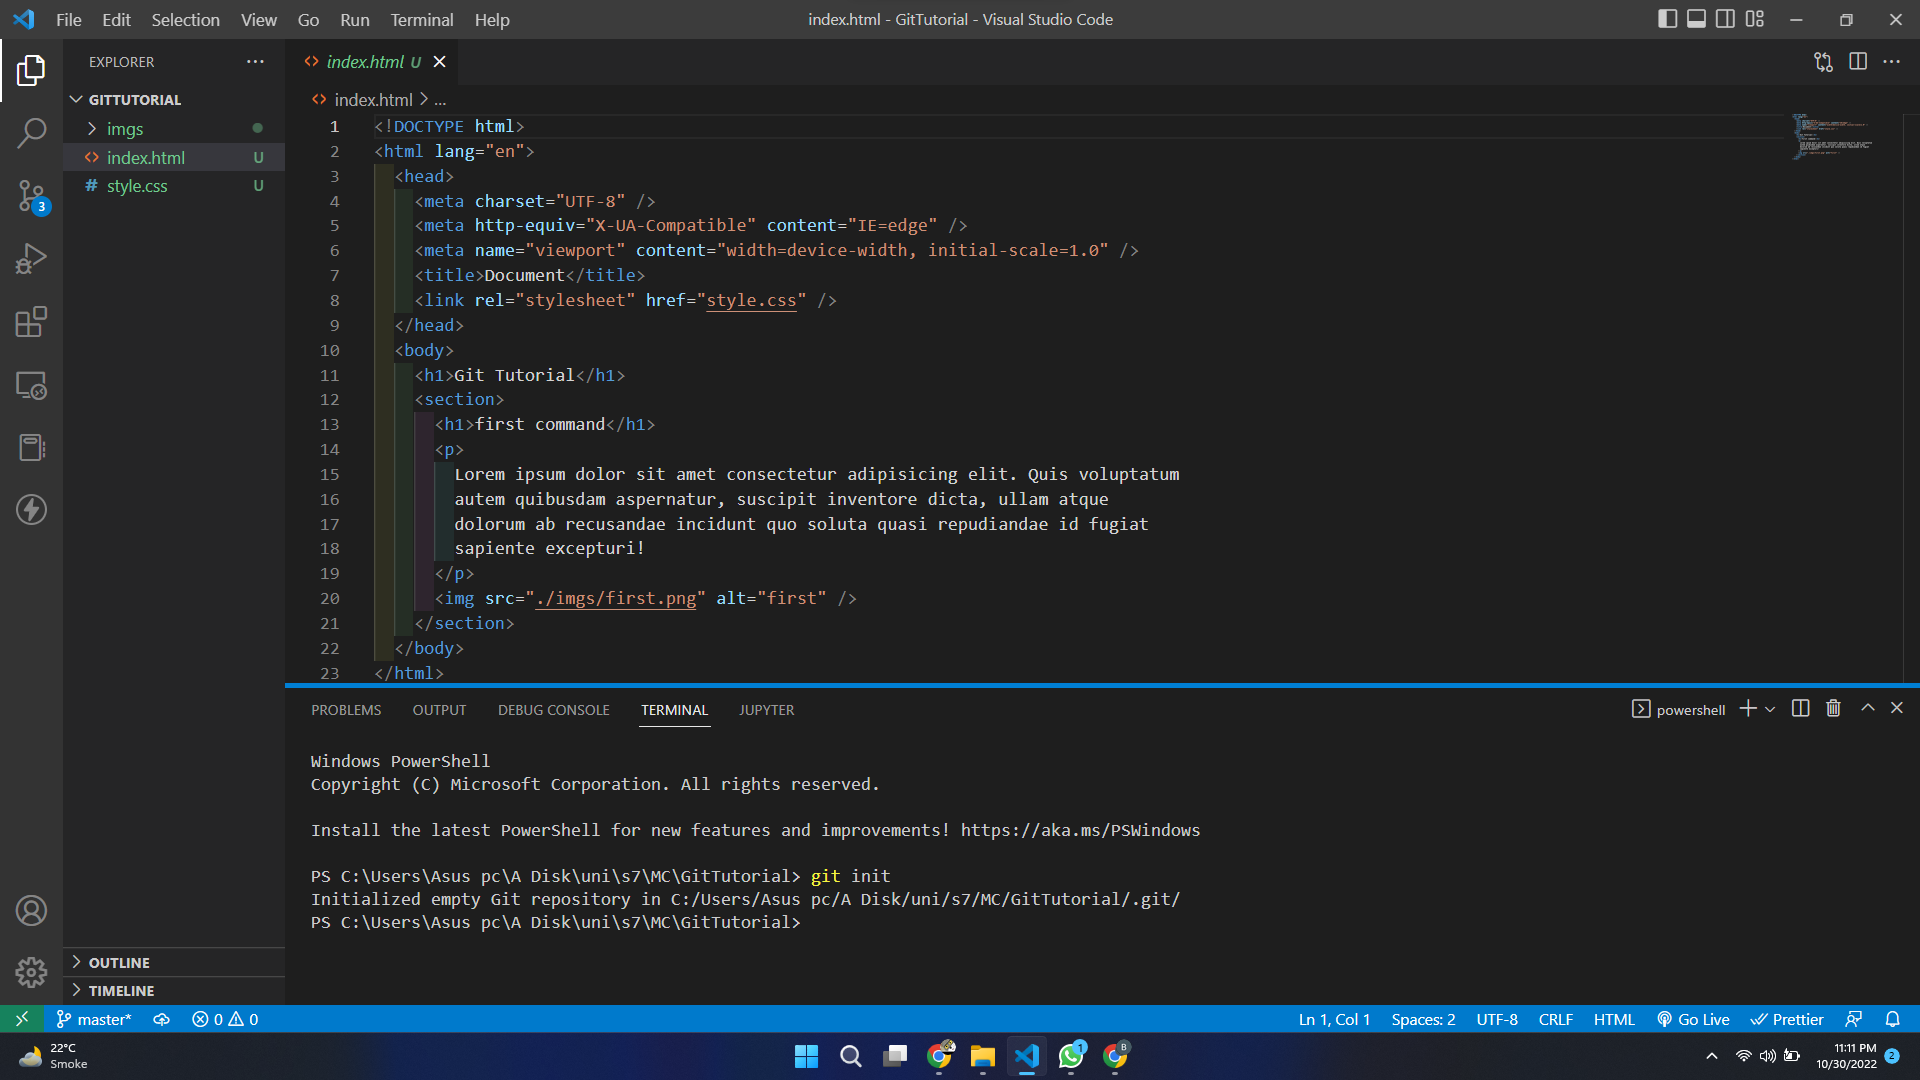 File Edit Selection View Go Run Terminal Help
index.html - GitTutorial - Visual Studio Code
EXPLORER ...
GITTUTORIAL
imgs
index.html U
style.css U
3
OUTLINE
TIMELINE
index.html U
index.html > ...
1 <!DOCTYPE html>
2 <html lang="en">
3 <head>
4 <meta charset="UTF-8" />
5 <meta http-equiv="X-UA-Compatible" content="IE=edge" />
6 <meta name="viewport" content="width=device-width, initial-scale=1.0" />
7 <title>Document</title>
8 <link rel="stylesheet" href="style.css" />
9 </head>
10 <body>
11 <h1>Git Tutorial</h1>
12 <section>
13 <h1>first command</h1>
14 <p>
15 Lorem ipsum dolor sit amet consectetur adipisicing elit. Quis voluptatum
16 autem quibusdam aspernatur, suscipit inventore dicta, ullam atque
17 dolorum ab recusandae incidunt quo soluta quasi repudiandae id fugiat
18 sapiente excepturi!
19 </p>
20 <img src="./imgs/first.png" alt="first" />
21 </section>
22 </body>
23 </html>
PROBLEMS OUTPUT DEBUG CONSOLE TERMINAL JUPYTER
powershell
Windows PowerShell
Copyright (C) Microsoft Corporation. All rights reserved.
Install the latest PowerShell for new features and improvements! https://aka.ms/PSWindows
PS C:\Users\Asus pc\A Disk\uni\s7\MC\GitTutorial> git init
Initialized empty Git repository in C:/Users/Asus pc/A Disk/uni/s7/MC/GitTutorial/.git/
PS C:\Users\Asus pc\A Disk\uni\s7\MC\GitTutorial>
master* 0 0
Ln 1, Col 1 Spaces: 2 UTF-8 CRLF HTML Go Live Prettier
22°C
Smoke
1
B
11:11 PM
10/30/2022
2